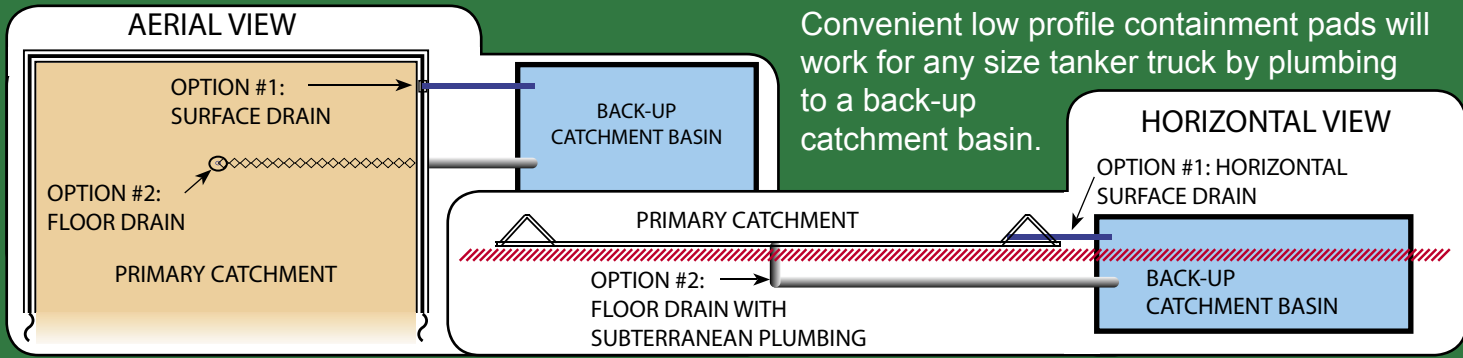 AERIAL VIEW
OPTION #1:
SURFACE DRAIN
OPTION #2:
FLOOR DRAIN
PRIMARY CATCHMENT
BACK-UP
CATCHMENT BASIN
Convenient low profile containment pads will
work for any size tanker truck by plumbing
to a back-up
catchment basin.
HORIZONTAL VIEW
OPTION #1: HORIZONTAL
SURFACE DRAIN
PRIMARY CATCHMENT
OPTION #2:
FLOOR DRAIN WITH
SUBTERRANEAN PLUMBING
BACK-UP
CATCHMENT BASIN